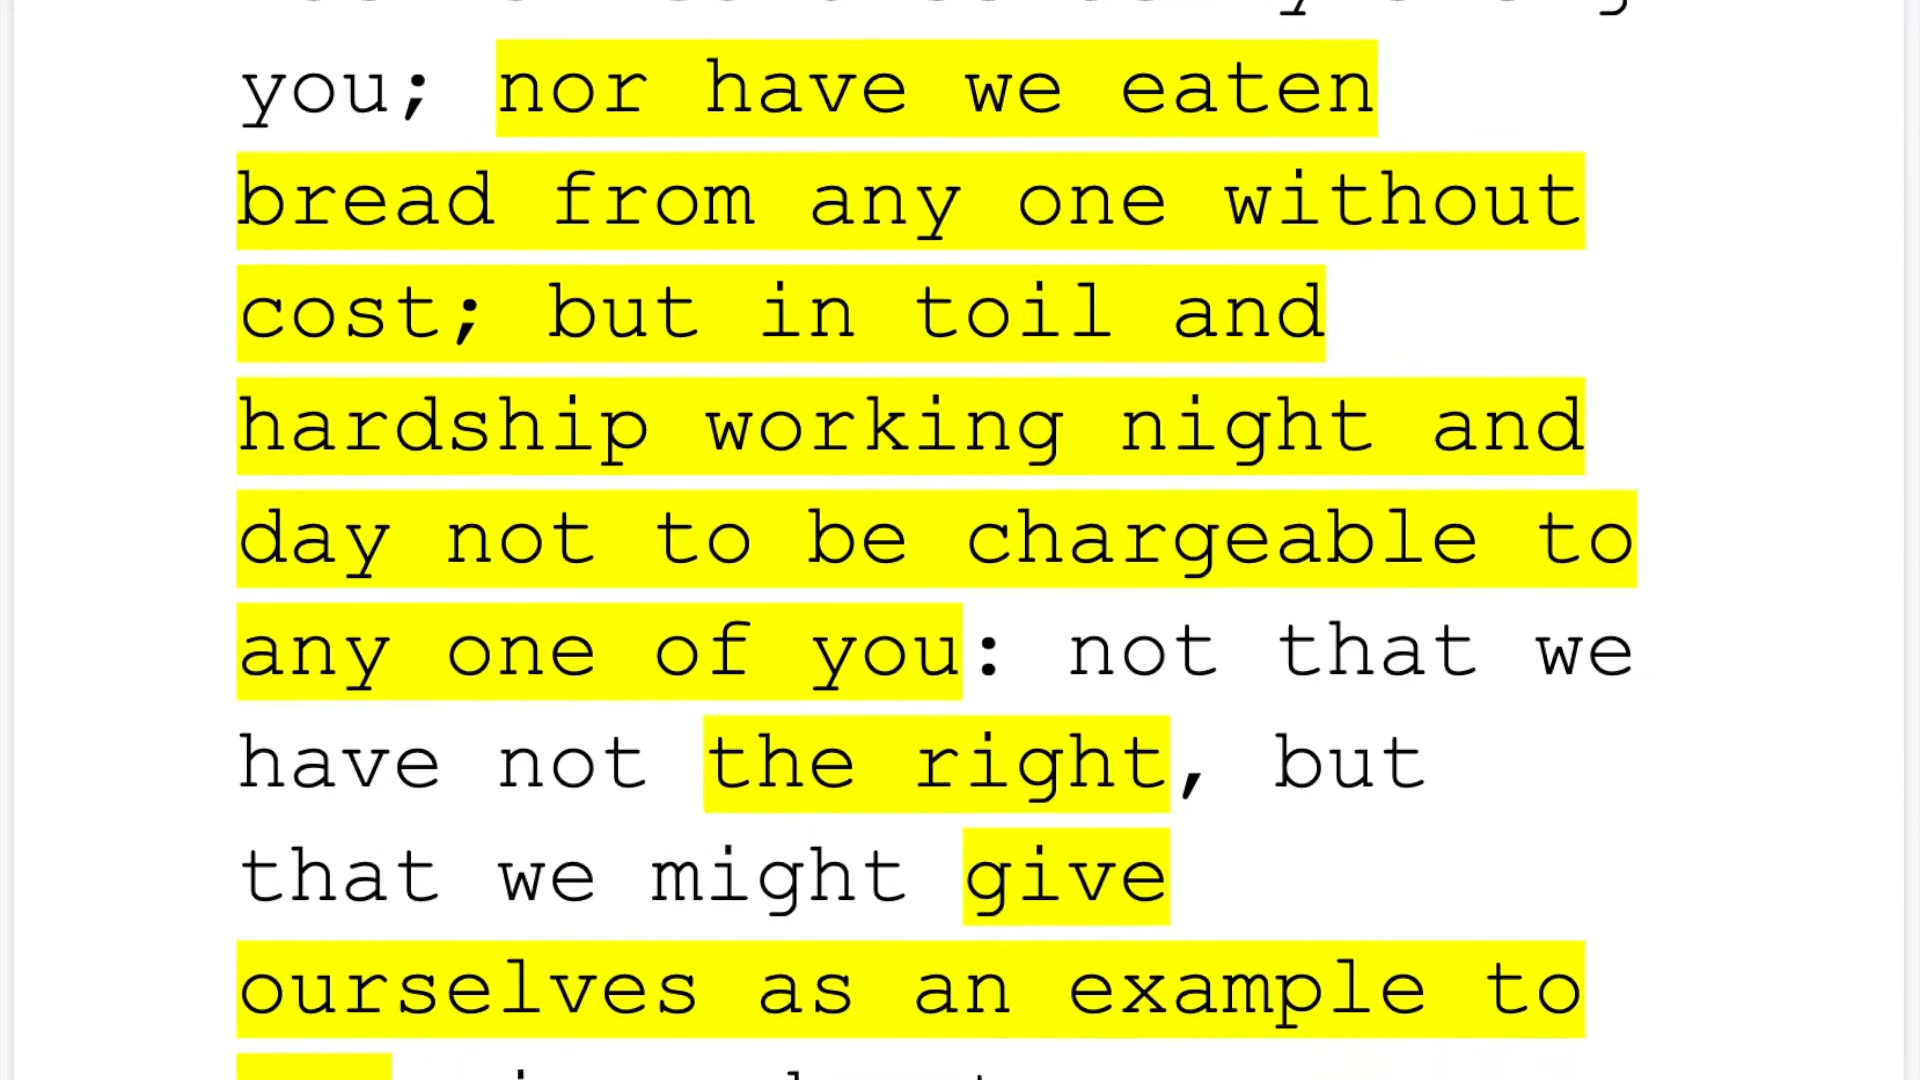 you; nor have we eaten
bread from any one without
cost; but in toil and
hardship working night and
day not to be chargeable to
any one of you: not that we
have not the right, but
that we might give
ourselves as an example to